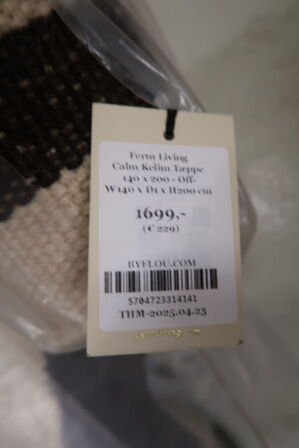 Ferm Living
Calm Kelim Tæppe
140 x 200 - Off-
W140 x D1 x H200 cm
1699,-
(€ 229)
BYFLOU.COM
5704723314141
THM-2025.04.23